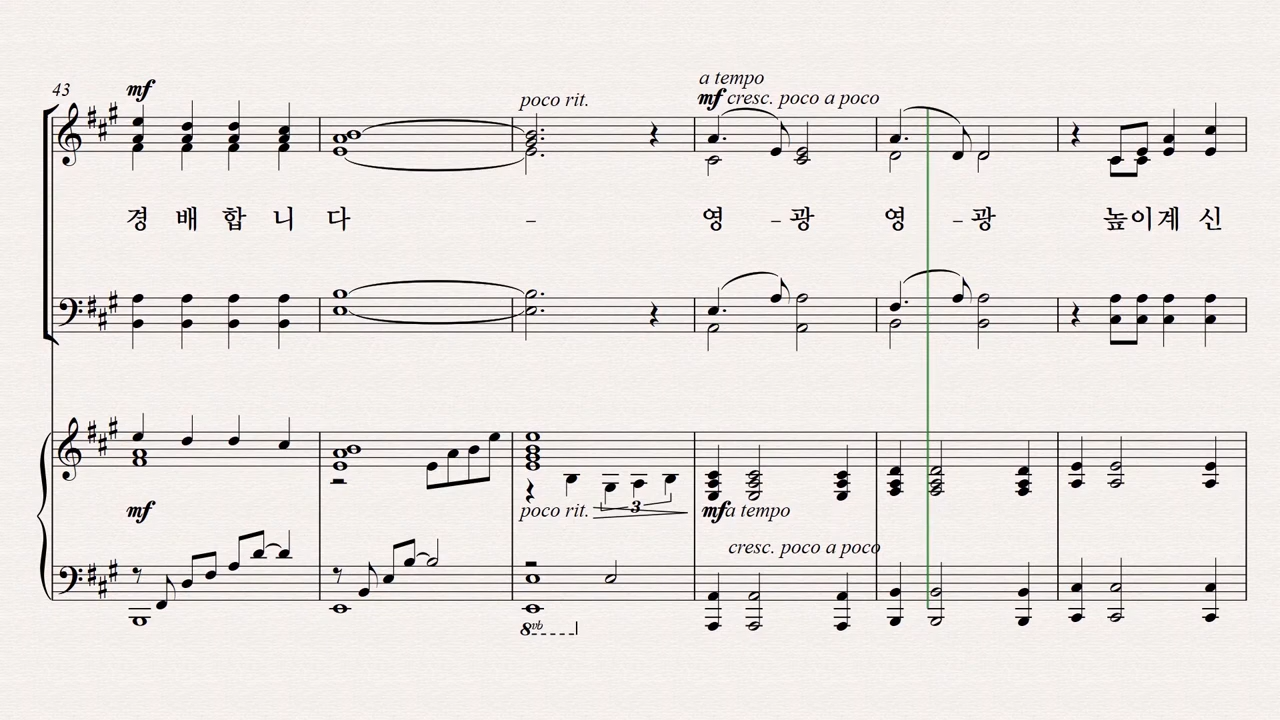 a tempo
43 mf poco rit. mf cresc. poco a poco
경 배 합 니 다 – 영 – 광 영 – 광 높이계 신
3
mf poco rit. mf a tempo
cresc. poco a poco
8vb